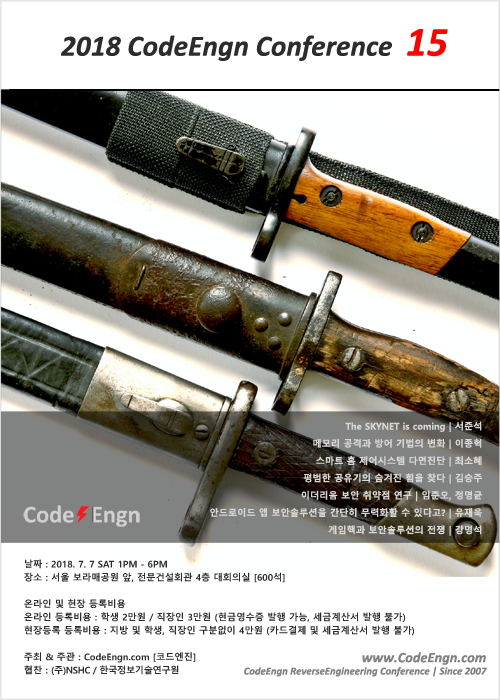 2018 CodeEngn Conference 15
The SKYNET is coming |서준석
메모리 공격과 방어 기법의 변화 | 이종혁
스마트 홈 제어시스템 다면진단 | 최소혜
평범한 공유기의 숨겨진 힘을 찾다 | 김승주
이더리움 보안 취약점 연구 | 임준오, 정명균
안드로이드 앱 보안솔루션을 간단히 무력화할 수 있다고? | 유재욱
게임핵과 보안솔루션의 전쟁 | 강명석
Code Engn
날짜 : 2018. 7. 7 SAT 1PM - 6PM
장소 : 서울 보라매공원 앞, 전문건설회관 4층 대회의실 [600석]
온라인 및 현장 등록비용
온라인 등록비용 : 학생 2만원 / 직장인 3만원 (현금영수증 발행 가능, 세금계산서 발행 불가)
현장등록 등록비용 : 지방 및 학생, 직장인 구분없이 4만원 (카드결제 및 세금계산서 발행 불가)
주최 & 주관 : CodeEngn.com [코드엔진]
협찬 : (주)NSHC / 한국정보기술연구원
www.CodeEngn.com
CodeEngn ReverseEngineering Conference | Since 2007